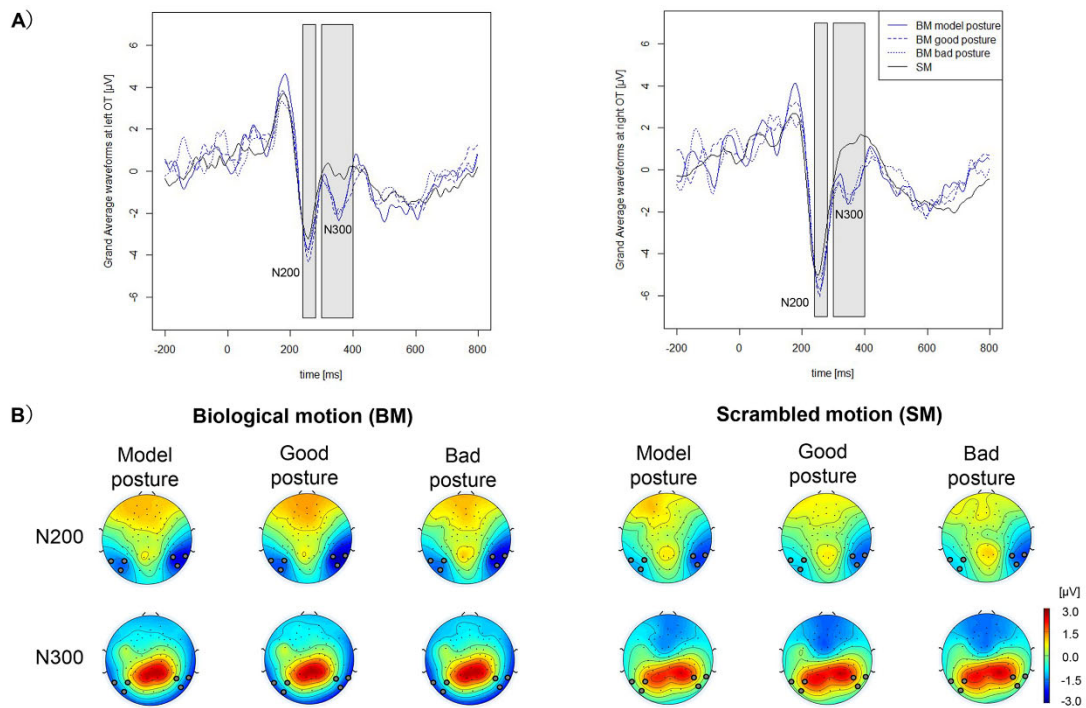 A)
Grand Average waveforms at left OT [µV]
6
4
2
0
-2
-4
-6
N200
N300
-200
0
200
400
600
800
time [ms]
Grand Average waveforms at right OT [µV]
6
4
2
0
-2
-4
-6
BM model posture
BM good posture
BM bad posture
SM
N200
N300
-200
0
200
400
600
800
time [ms]
B)
Biological motion (BM)
Scrambled motion (SM)
Model
posture
Good
posture
Bad
posture
Model
posture
Good
posture
Bad
posture
N200
N300
[µV]
3.0
1.5
0.0
-1.5
-3.0